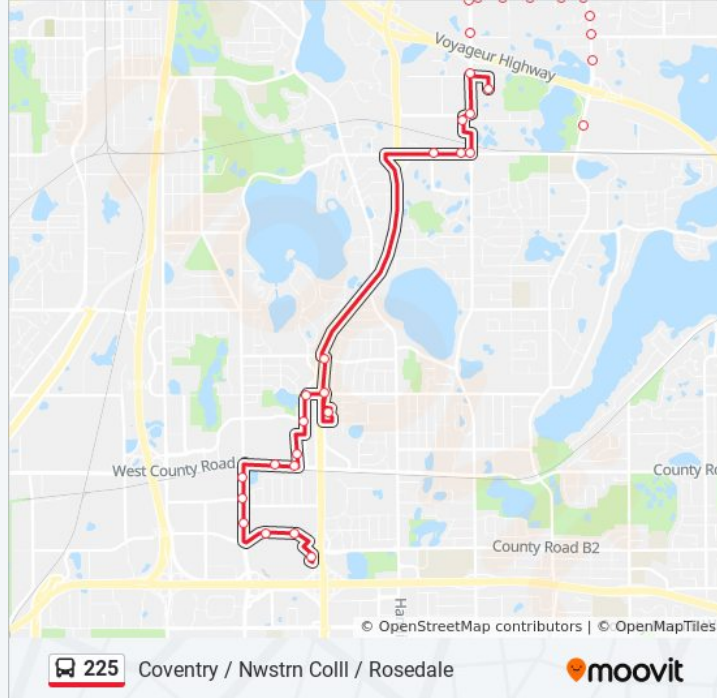 Voyageur Highway
West County Road
County Ro
County Road B2
Ha
© OpenStreetMap contributors | © OpenMapTiles
225 Coventry / Nwstrn Colll / Rosedale
moovit